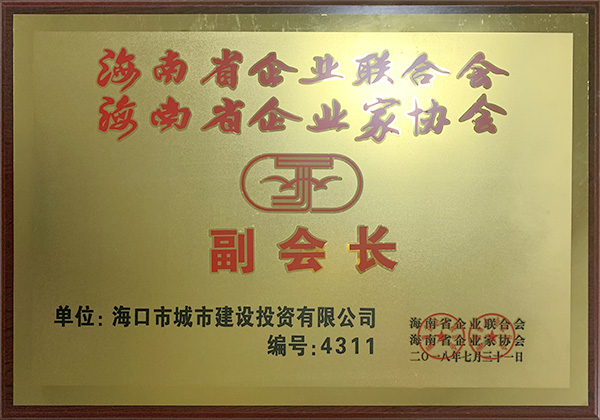 海南省企业联合会
海南省企业家协会
副会长
单位:海口市城市建设投资有限公司
编号:4311
海南省企业联合会
海南省企业家协会
二〇一八年七月三十一日